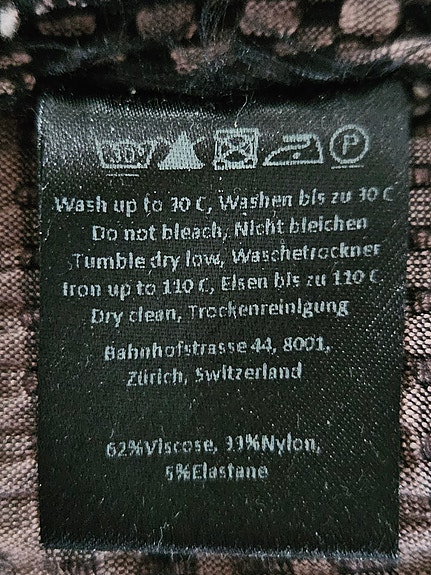 30
P
Wash up to 30 C, Washen bis zu 30 C
Do not bleach, Nicht bleichen
Tumble dry low, Waschetrockner
Iron up to 110 C, Eisen bis zu 110 C
Dry clean, Trockenreinigung
Bahnhofstrasse 44, 8001,
Zürich, Switzerland
62%Viscose, 33%Nylon,
5%Elastane